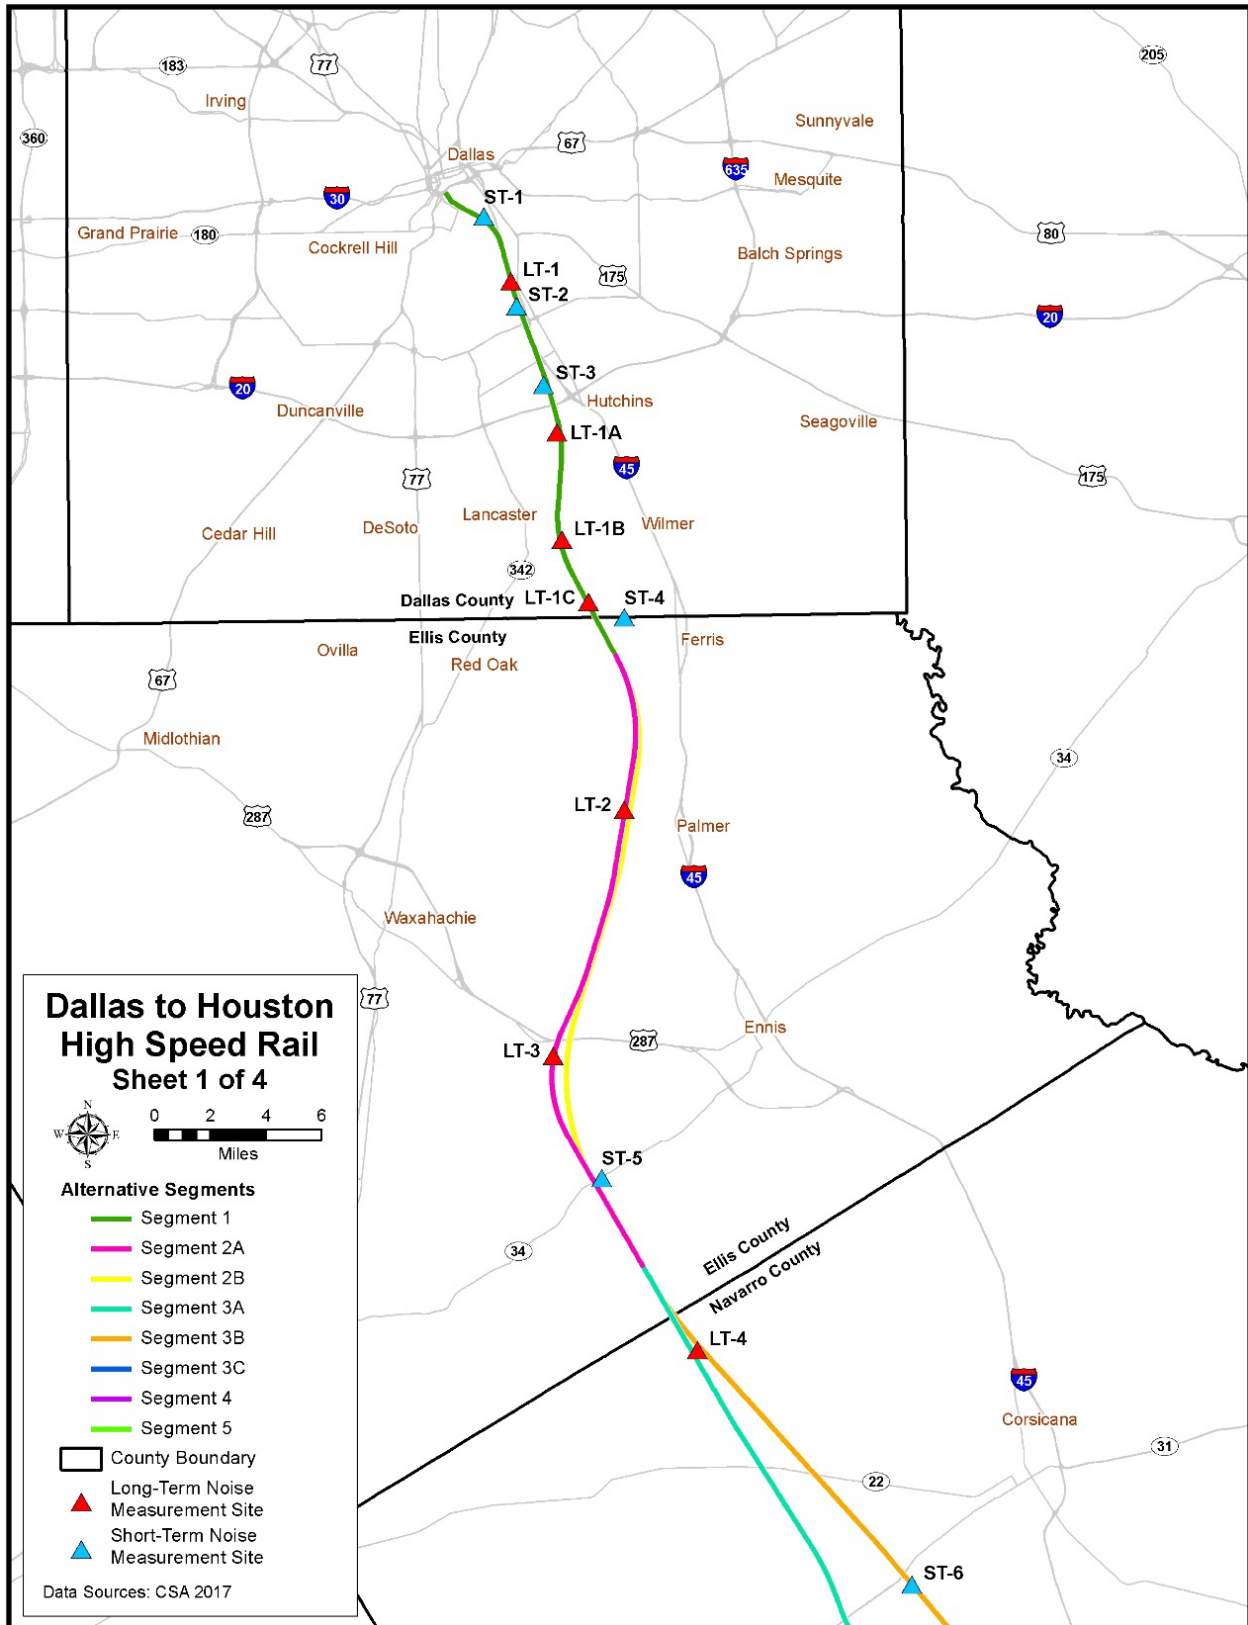 183
77
205
Irving
360
Sunnyvale
67
Dallas
635
Mesquite
30
ST-1
Grand Prairie
180
80
Cockrell Hill
Balch Springs
LT-1
175
ST-2
20
ST-3
20
Hutchins
Duncanville
Seagoville
LT-1A
45
77
175
Lancaster
Wilmer
DeSoto
LT-1B
Cedar Hill
342
Dallas County
LT-1C
ST-4
Ellis County
Ferris
Ovilla
Red Oak
67
Midlothian
34
LT-2
287
Palmer
45
Waxahachie
77
Ennis
287
LT-3
ST-5
34
Ellis County
Navarro County
LT-4
45
Corsicana
31
22
ST-6
Dallas to Houston
High Speed Rail
Sheet 1 of 4
N
W E
S
0 2 4 6
Miles
Alternative Segments
Segment 1
Segment 2A
Segment 2B
Segment 3A
Segment 3B
Segment 3C
Segment 4
Segment 5
County Boundary
Long-Term Noise
Measurement Site
Short-Term Noise
Measurement Site
Data Sources: CSA 2017